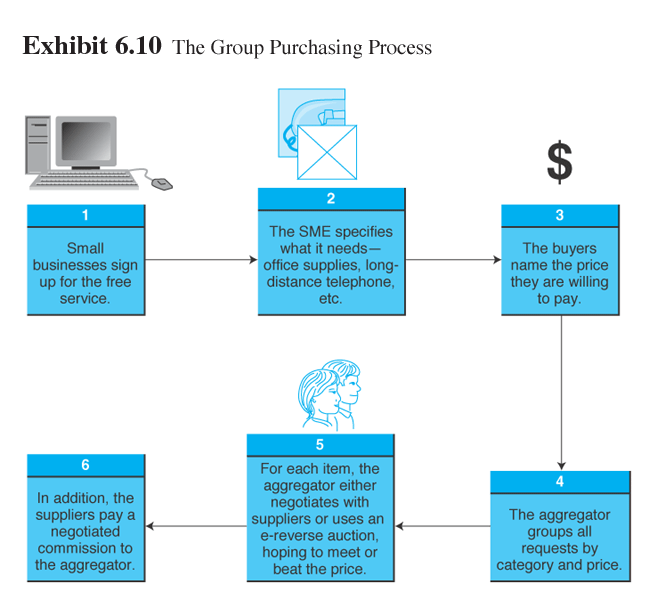 Exhibit 6.10 The Group Purchasing Process
$
1
Small
businesses sign
up for the free
service.
2
The SME specifies
what it needs—
office supplies, long-
distance telephone,
etc.
3
The buyers
name the price
they are willing
to pay.
4
The aggregator
groups all
requests by
category and price.
5
For each item, the
aggregator either
negotiates with
suppliers or uses an
e-reverse auction,
hoping to meet or
beat the price.
6
In addition, the
suppliers pay a
negotiated
commission to
the aggregator.